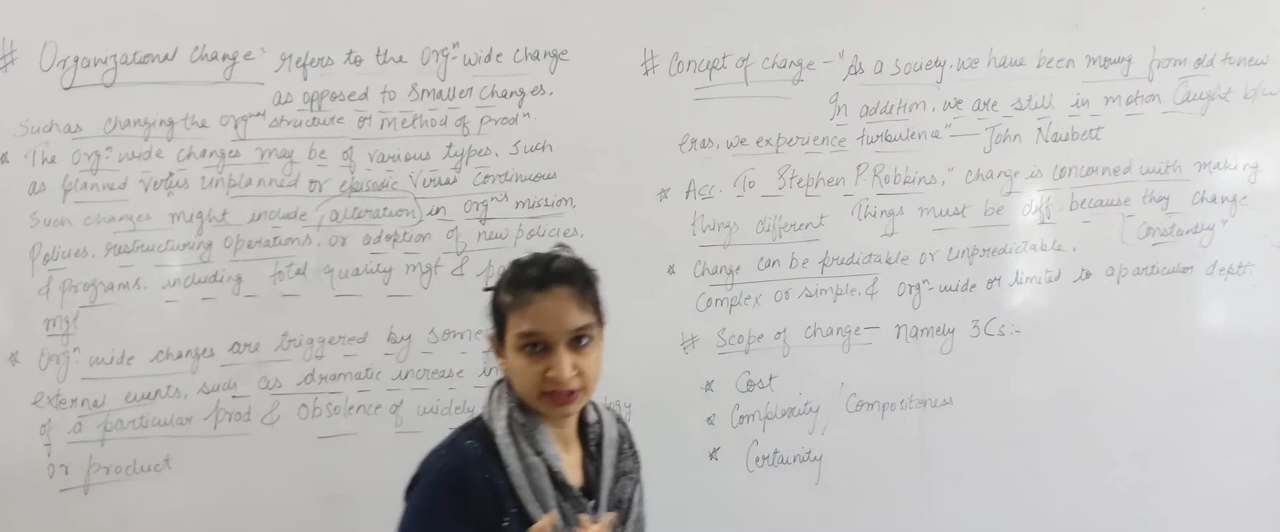 # Organizational Change: refers to the orgⁿ-wide change
as opposed to smaller changes.
Such as changing the orgⁿᵃˡ structure or method of prodⁿ.
* The orgⁿ-wide changes may be of various types. Such
as planned versus unplanned or episodic versus continuous
Such changes might include, alteration in orgⁿ's mission,
Policies, restructuring operations, or adoption of new policies,
& programs. including total quality mgt &
mgt
* Orgⁿ wide changes are triggered by some
external events, such as dramatic increase in
of a particular prod & obsolence of widely
or product
# Concept of change - "As a society, we have been moving from old to new.
In addition, we are still in motion Caught b/w
eras, we experience turbulence" - John Naisbett
* Acc. To Stephen P. Robbins, "change is concerned with making
things different. Things must be diff because they change
Constantly"
* Change can be predictable or unpredictable,
Complex or simple, & orgⁿ-wide or limited to a particular deptt.
# Scope of change - namely 3Cs :-
* Cost
* Complexity, Compositeness
* Certainity